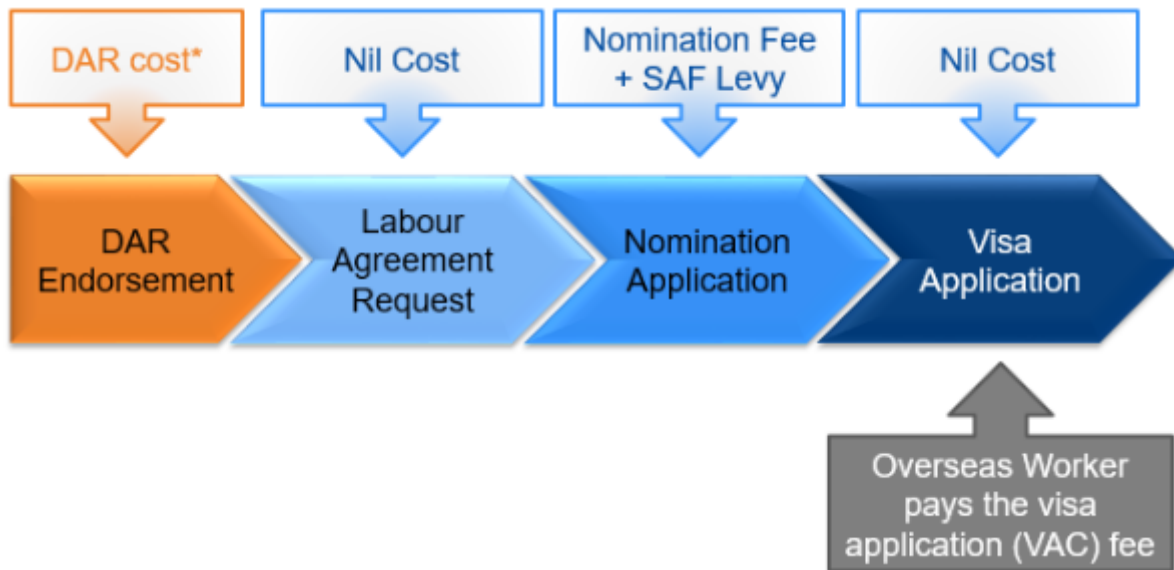 DAR cost*
Nil Cost
Nomination Fee
+ SAF Levy
Nil Cost
DAR
Endorsement
Labour
Agreement
Request
Nomination
Application
Visa
Application
Overseas Worker
pays the visa
application (VAC) fee